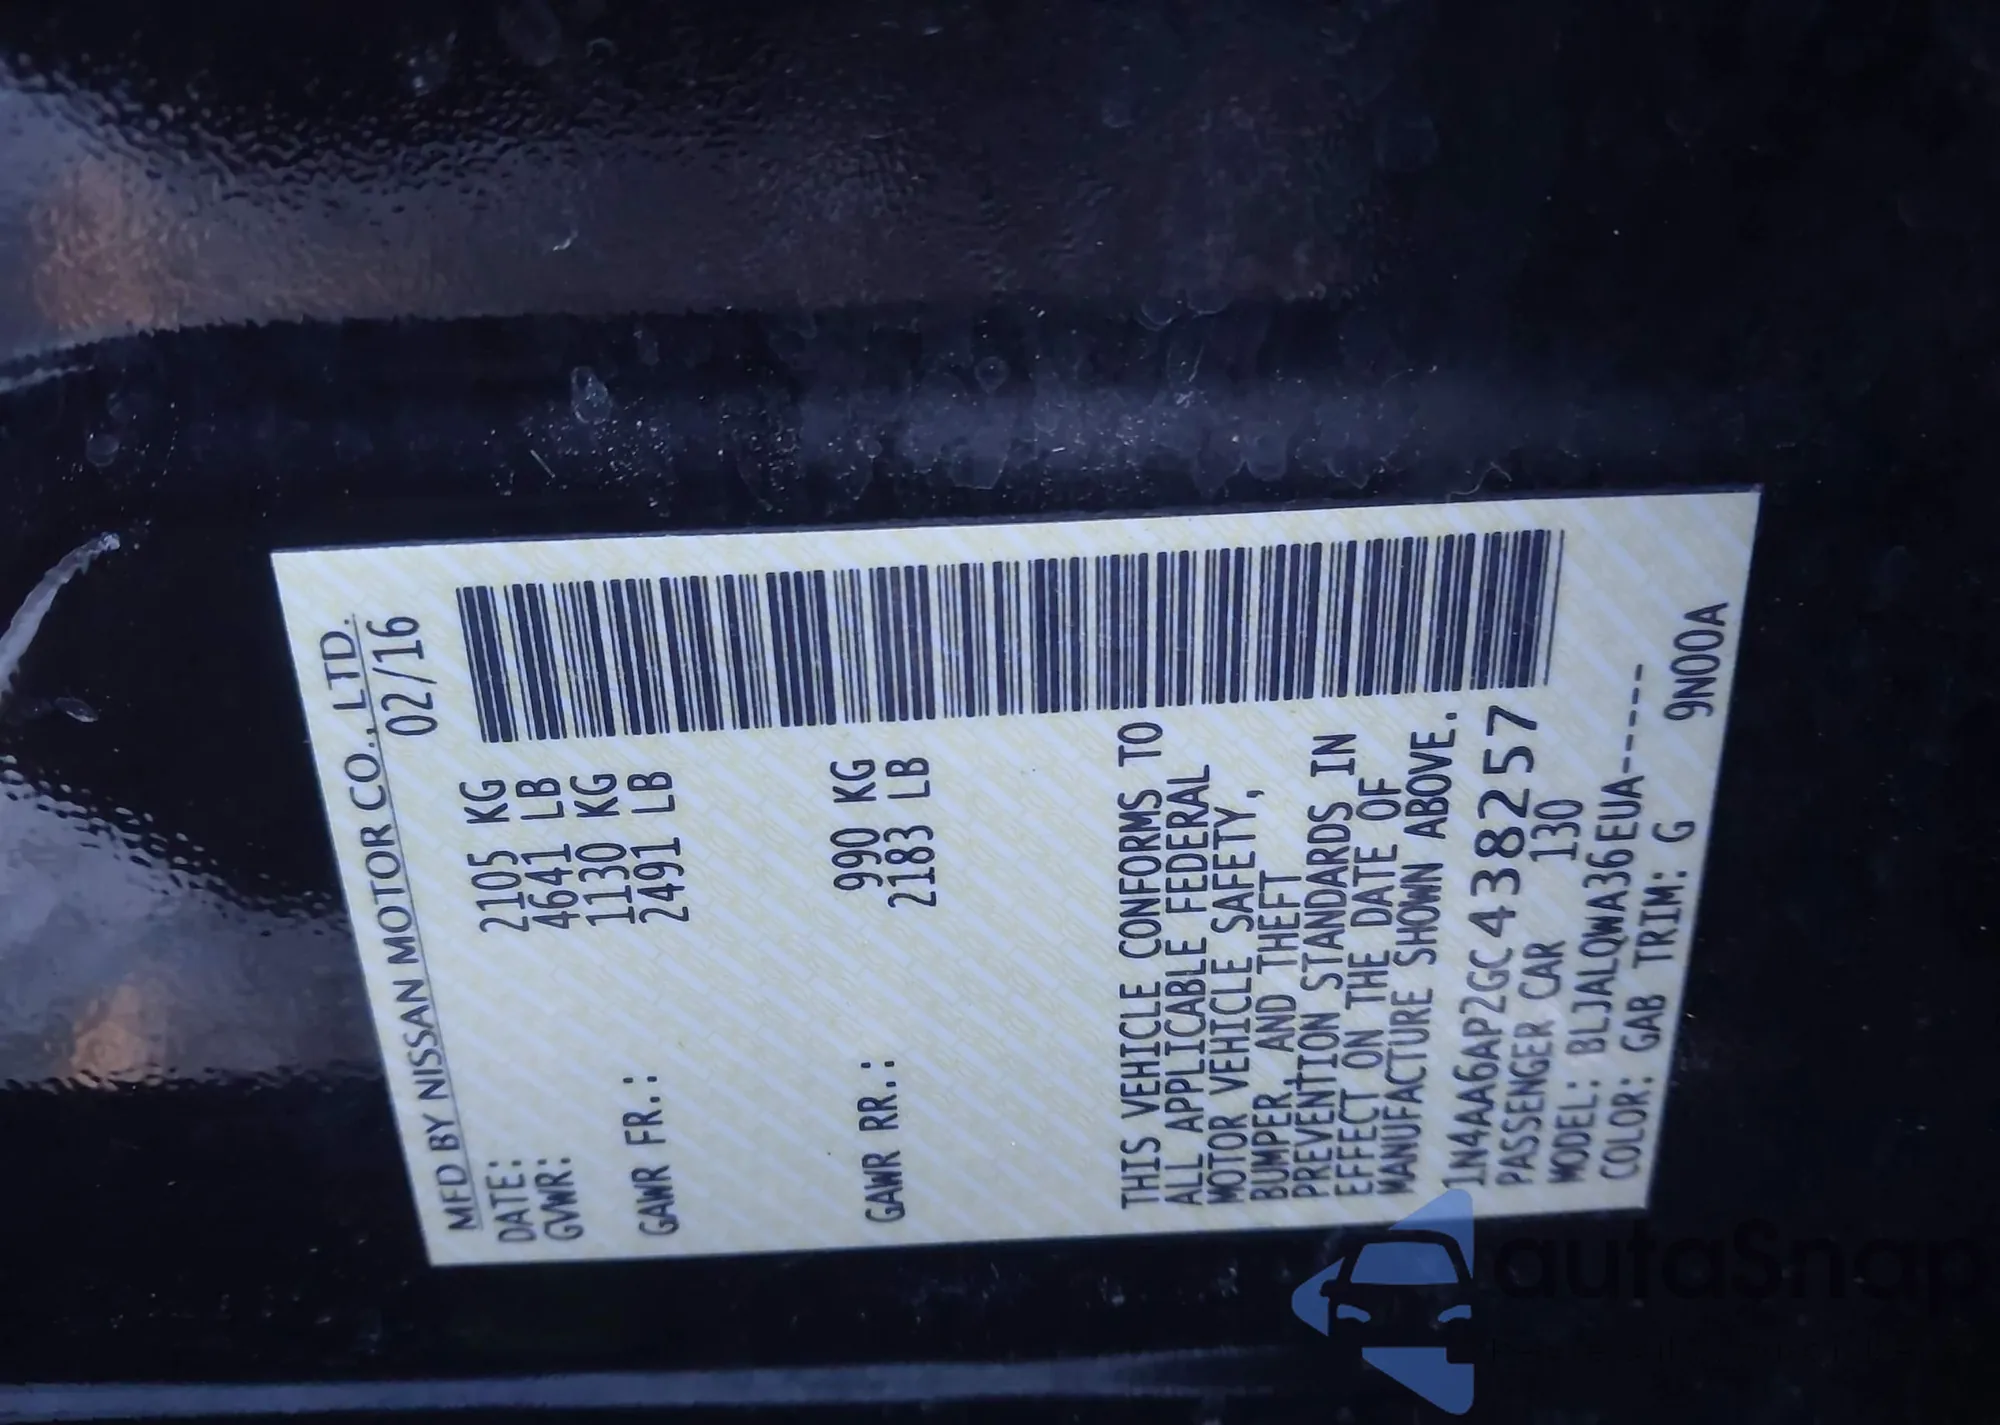 MFD BY NISSAN MOTOR CO., LTD.
DATE: 02/16
GVWR: 2105 KG
4641 LB
GAWR FR.: 1130 KG
2491 LB
GAWR RR.: 990 KG
2183 LB
THIS VEHICLE CONFORMS TO
ALL APPLICABLE FEDERAL
MOTOR VEHICLE SAFETY,
BUMPER, AND THEFT
PREVENTION STANDARDS IN
EFFECT ON THE DATE OF
MANUFACTURE SHOWN ABOVE.
1N4AA6AP2GC438257
PASSENGER CAR 130
MODEL: BLJALQWA36EUA-----
COLOR: GAB TRIM: G 9N00A
autaSnap